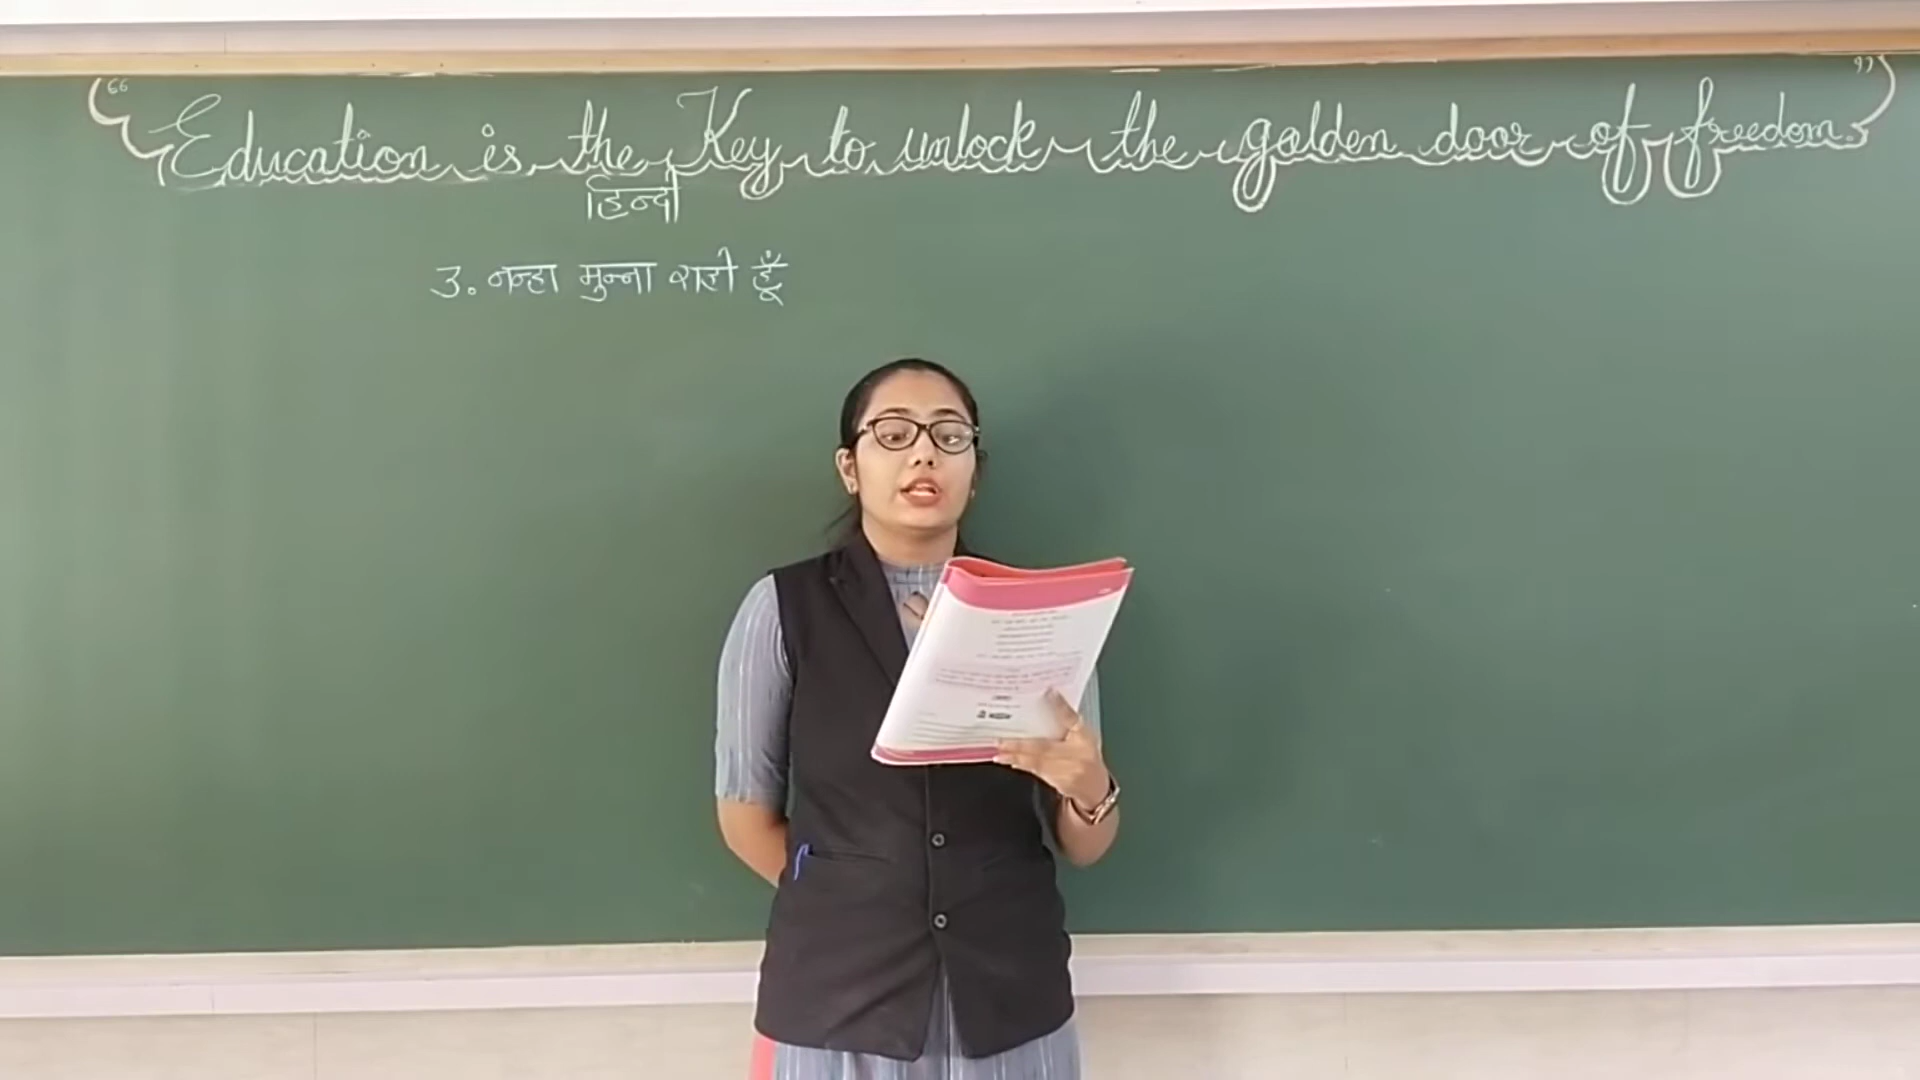 “Education is the Key to unlock the golden door of freedom.”
हिन्दी
3. नन्हा मुन्ना राही हूँ